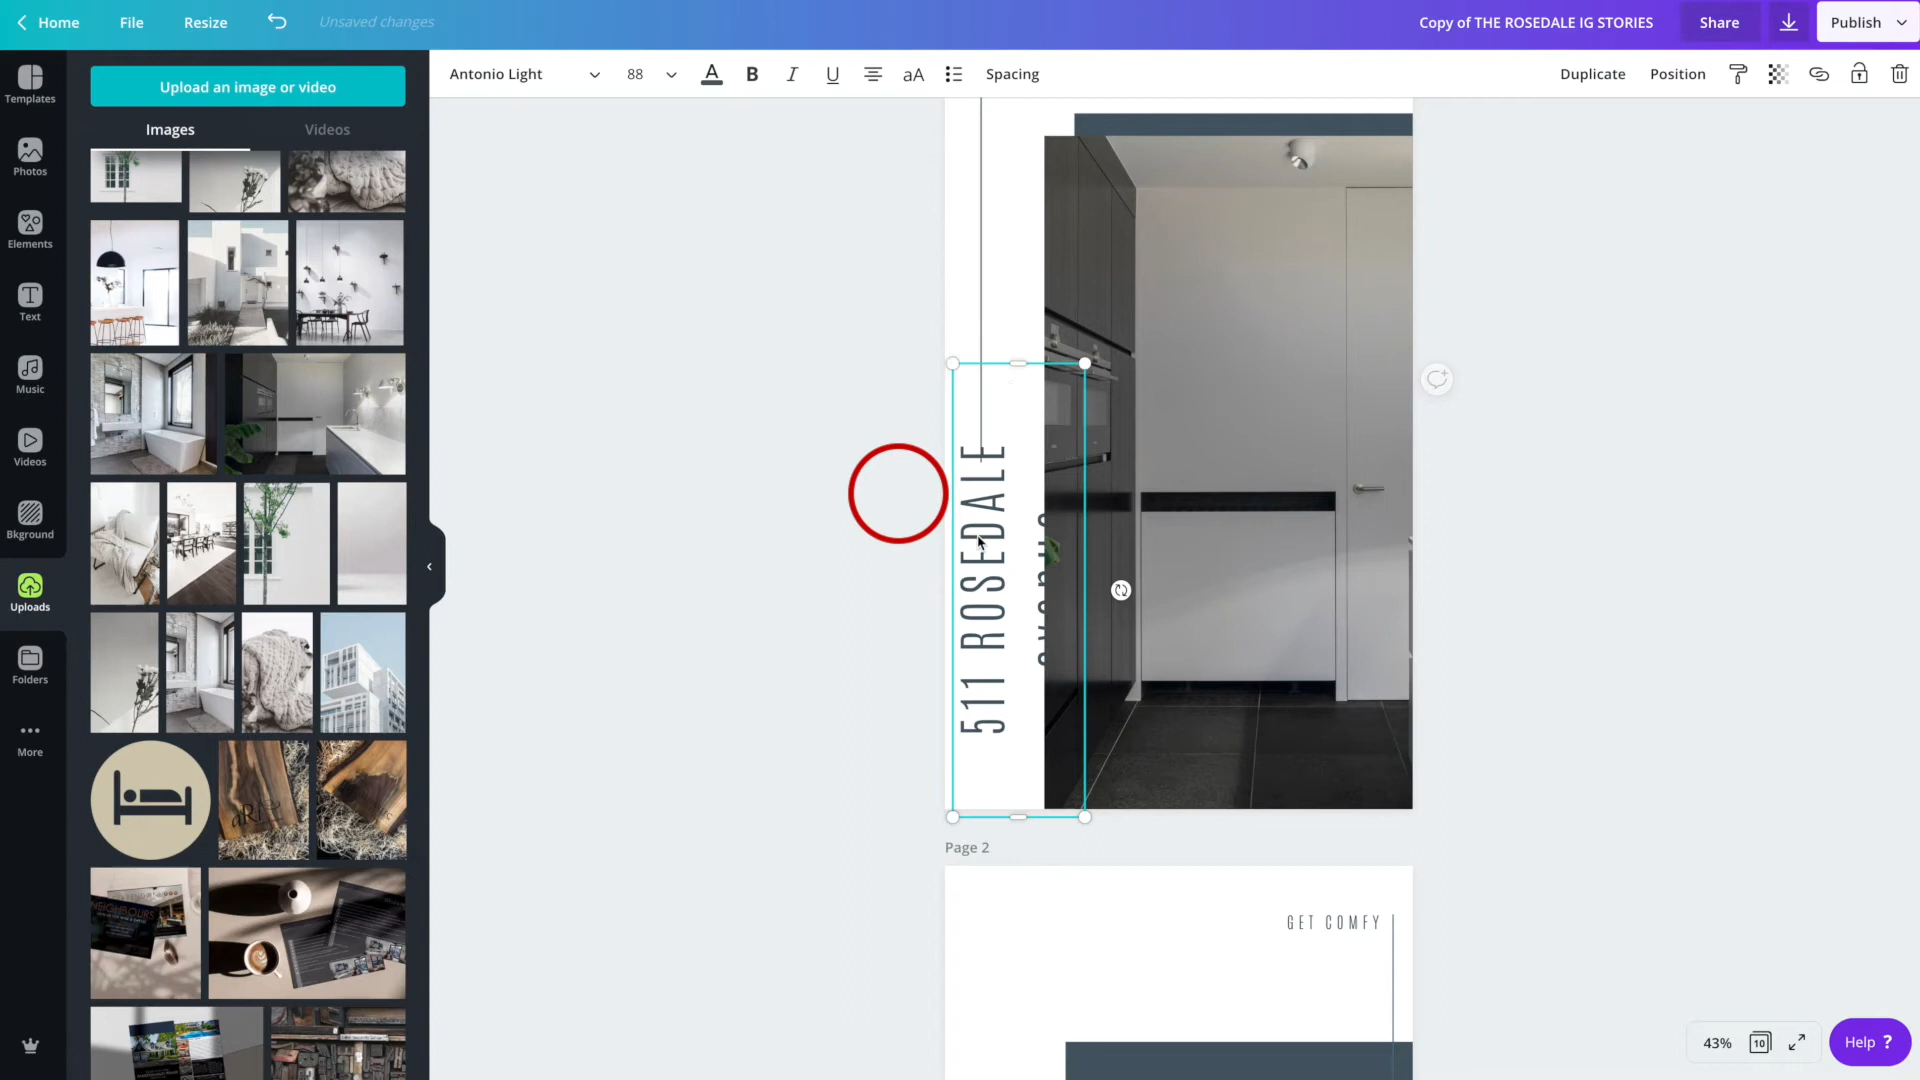 Home
File
Resize
Unsaved changes
Copy of THE ROSEDALE IG STORIES
Share
Publish
Templates
Photos
Elements
Text
Music
Videos
Bkground
Uploads
Folders
More
Upload an image or video
Images
Videos
Antonio Light
88
A
B
I
U
aA
Spacing
Duplicate
Position
511 ROSEDALE
Page 2
GET COMFY
NEIGHBOURS
43%
10
Help ?